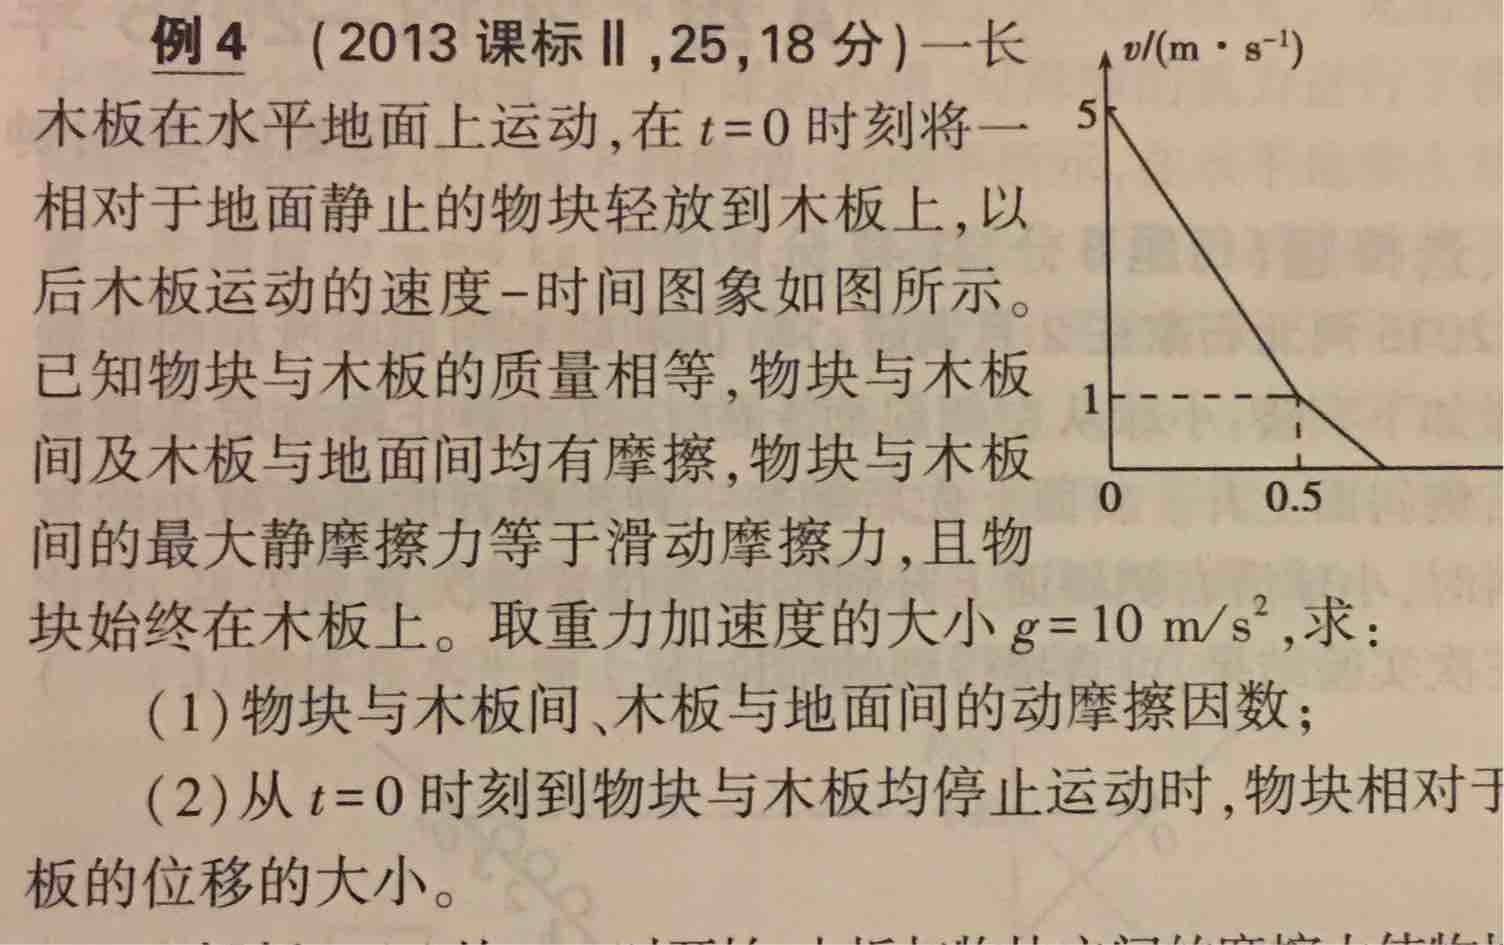 例4 (2013 课标Ⅱ,25,18 分)一长
木板在水平地面上运动,在 t=0 时刻将一
相对于地面静止的物块轻放到木板上,以
后木板运动的速度-时间图象如图所示。
已知物块与木板的质量相等,物块与木板
间及木板与地面间均有摩擦,物块与木板
间的最大静摩擦力等于滑动摩擦力,且物
块始终在木板上。取重力加速度的大小 g=10 m/s²,求:
(1)物块与木板间、木板与地面间的动摩擦因数;
(2)从 t=0 时刻到物块与木板均停止运动时,物块相对于
板的位移的大小。
v/(m · s⁻¹)
5
1
0 0.5